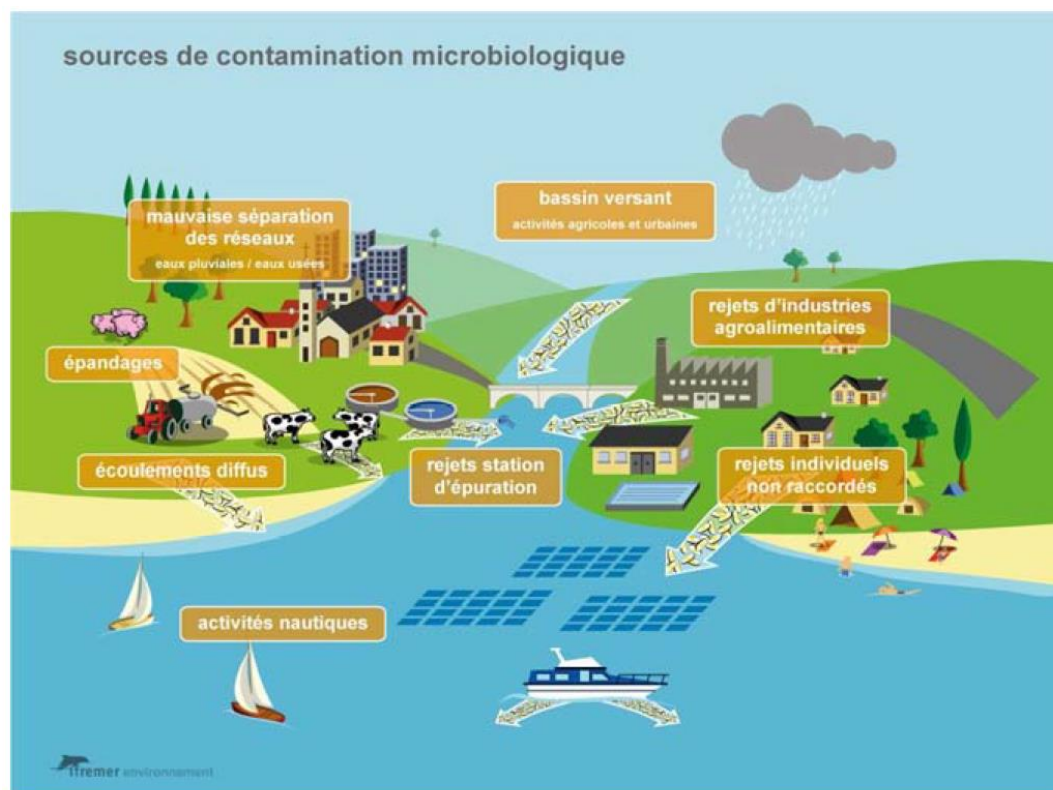 sources de contamination microbiologique
bassin versant
activités agricoles et urbaines
mauvaise séparation
des réseaux
eaux pluviales / eaux usées
rejets d'industries
agroalimentaires
épandages
écoulements diffus
rejets station
d'épuration
rejets individuels
non raccordés
activités nautiques
Ifremer environnement